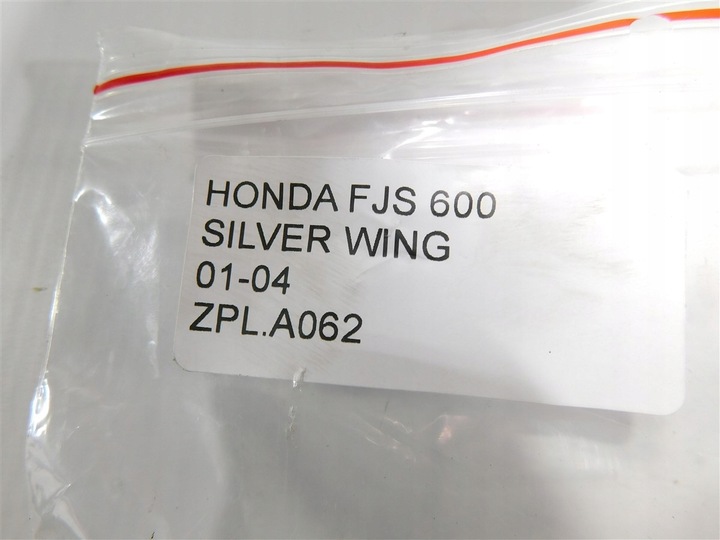 HONDA FJS 600
SILVER WING
01-04
ZPL.A062